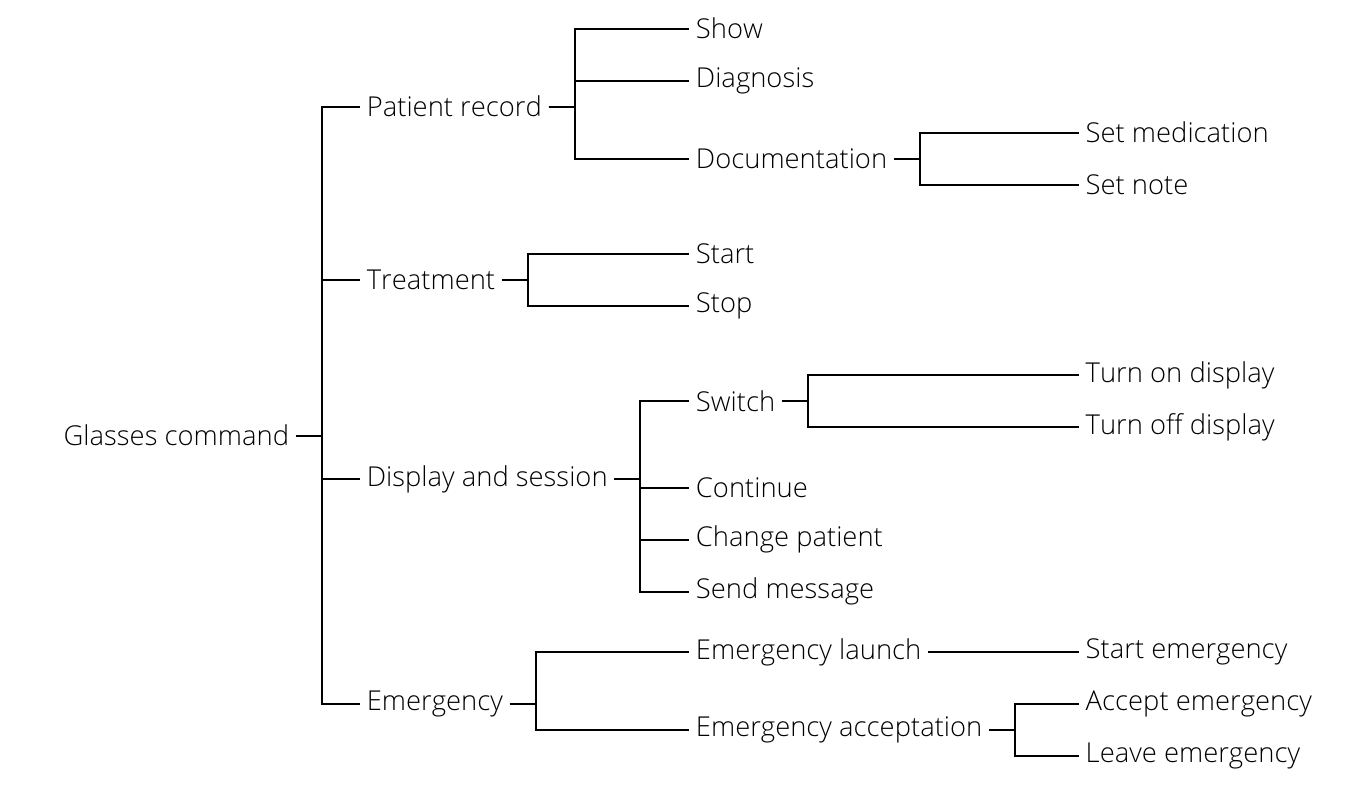 Show
Diagnosis
Patient record
Set medication
Documentation
Set note
Start
Treatment
Stop
Turn on display
Switch
Turn off display
Glasses command
Display and session
Continue
Change patient
Send message
Emergency launch
Start emergency
Emergency
Accept emergency
Emergency acceptation
Leave emergency